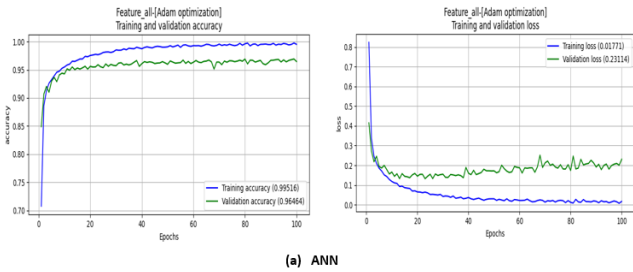 Feature_all-[Adam optimization]
Training and validation accuracy
1.00
0.95
0.90
0.85
0.80
0.75
0.70
accuracy
0
20
40
60
80
100
Epochs
Training accuracy (0.99516)
Validation accuracy (0.96464)
Feature_all-[Adam optimization]
Training and validation loss
0.8
0.7
0.6
0.5
0.4
0.3
0.2
0.1
0.0
loss
0
20
40
60
80
100
Epochs
Training loss (0.01771)
Validation loss (0.23114)
(a) ANN